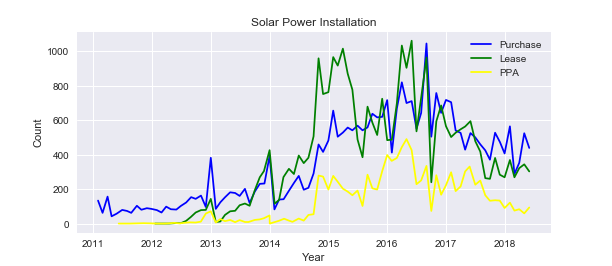 Solar Power Installation
Purchase
Lease
PPA
Count
1000
800
600
400
200
0
2011 2012 2013 2014 2015 2016 2017 2018
Year